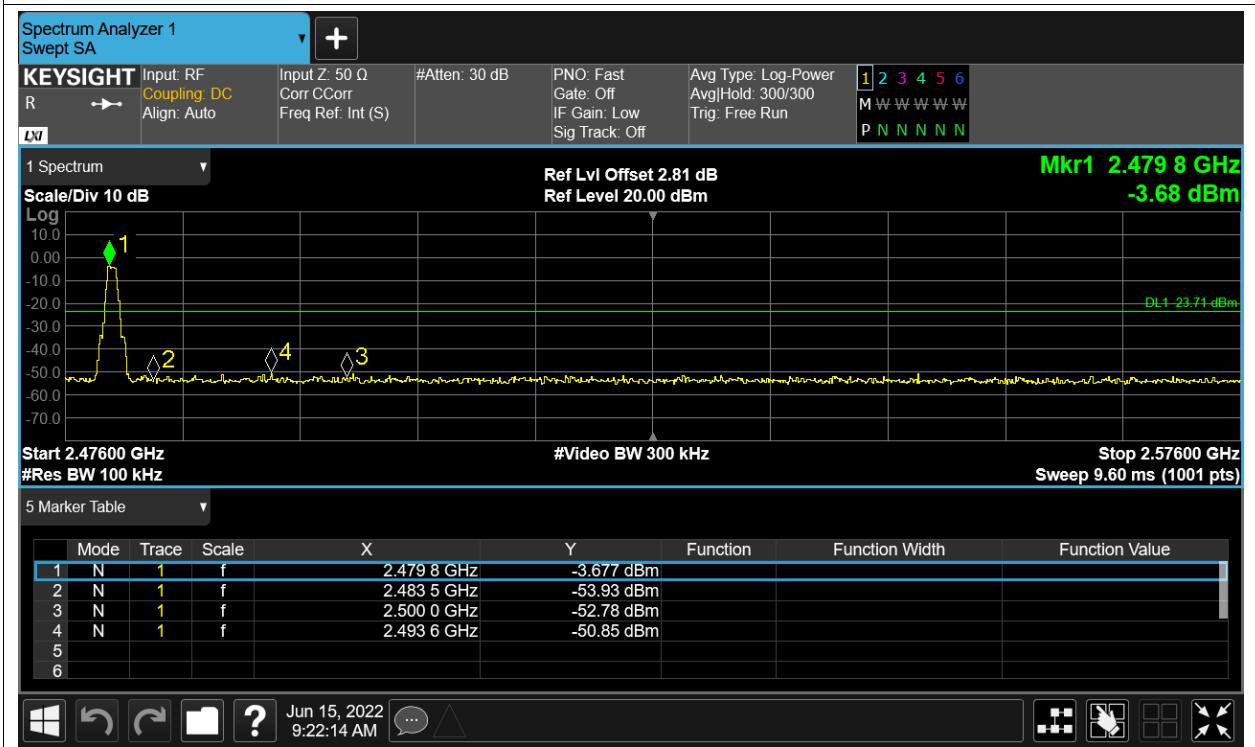 Spectrum Analyzer 1
Swept SA
KEYSIGHT Input: RF Input Z: 50 Ω #Atten: 30 dB PNO: Fast Avg Type: Log-Power 1 2 3 4 5 6
R Coupling: DC Corr CCorr Gate: Off Avg|Hold: 300/300 M W W W W W
Align: Auto Freq Ref: Int (S) IF Gain: Low Trig: Free Run
LXI Sig Track: Off P N N N N N
1 Spectrum Ref Lvl Offset 2.81 dB Mkr1 2.479 8 GHz
Scale/Div 10 dB Ref Level 20.00 dBm -3.68 dBm
Log
10.0
0.00
-10.0
-20.0
-30.0
-40.0
-50.0
-60.0
-70.0
1
2
4
3
DL1 23.71 dBm
Start 2.47600 GHz #Video BW 300 kHz Stop 2.57600 GHz
#Res BW 100 kHz Sweep 9.60 ms (1001 pts)
5 Marker Table
Mode Trace Scale X Y Function Function Width Function Value
1 N 1 f 2.479 8 GHz -3.677 dBm
2 N 1 f 2.483 5 GHz -53.93 dBm
3 N 1 f 2.500 0 GHz -52.78 dBm
4 N 1 f 2.493 6 GHz -50.85 dBm
5
6
? Jun 15, 2022
9:22:14 AM